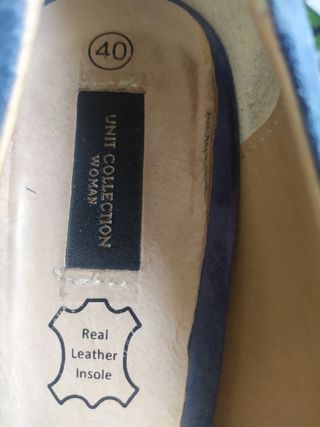 40
UNIT COLLECTION
WOMAN
Real
Leather
Insole